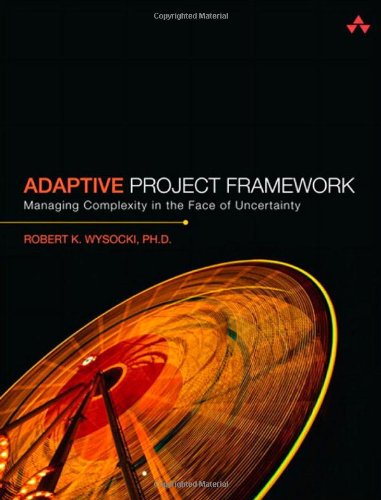 Copyrighted Material
ADAPTIVE PROJECT FRAMEWORK
Managing Complexity in the Face of Uncertainty
ROBERT K. WYSOCKI, PH.D.
Copyrighted Material